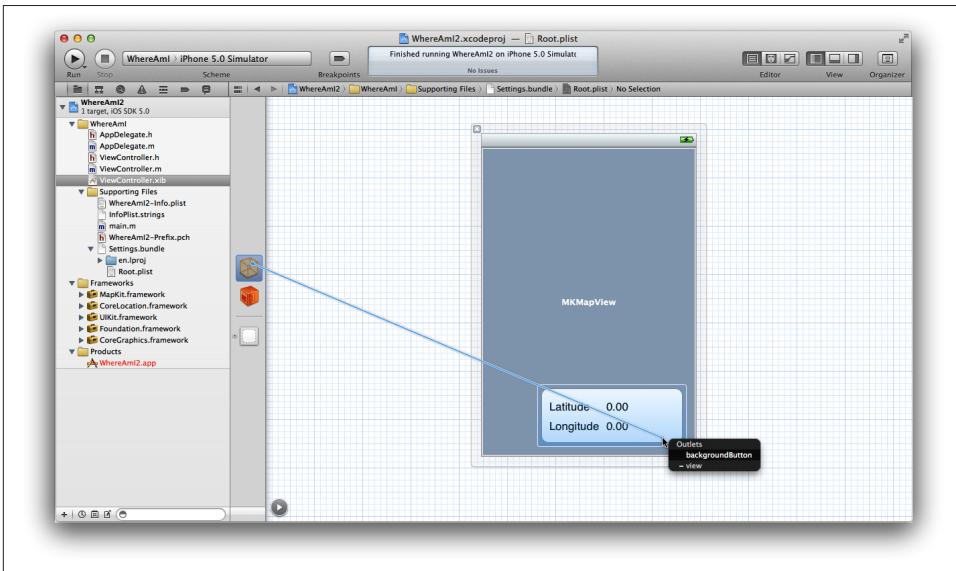 WhereAmI2.xcodeproj — Root.plist
WhereAmI iPhone 5.0 Simulator
Finished running WhereAmI2 on iPhone 5.0 Simulatc
No Issues
Run Stop Scheme Breakpoints Editor View Organizer
WhereAmI2 WhereAmI Supporting Files Settings.bundle Root.plist No Selection
WhereAmI2
1 target, iOS SDK 5.0
WhereAmI
h AppDelegate.h
m AppDelegate.m
h ViewController.h
m ViewController.m
ViewController.xib
Supporting Files
WhereAmI2-Info.plist
InfoPlist.strings
m main.m
h WhereAmI2-Prefix.pch
Settings.bundle
en.lproj
Root.plist
Frameworks
MapKit.framework
CoreLocation.framework
UIKit.framework
Foundation.framework
CoreGraphics.framework
Products
WhereAmI2.app
MKMapView
Latitude 0.00
Longitude 0.00
Outlets
backgroundButton
– view